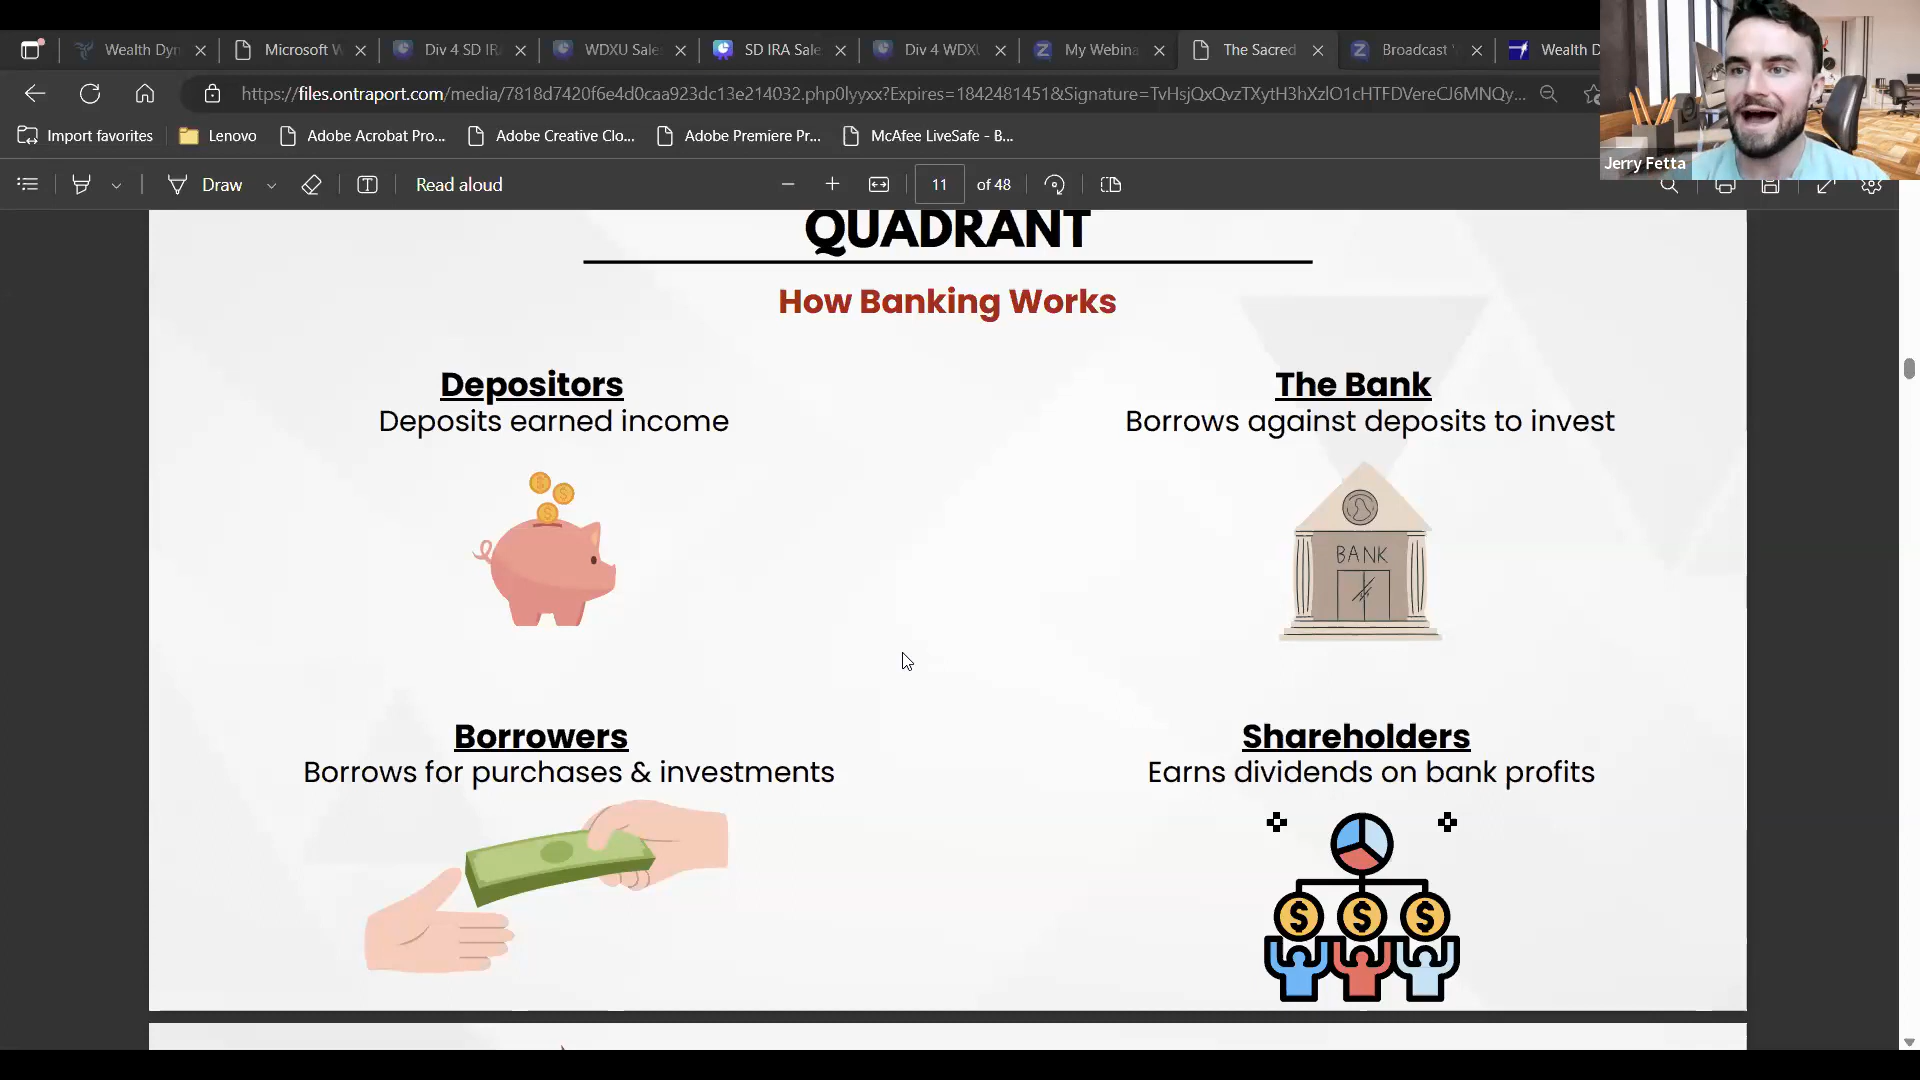 Wealth Dyn
Microsoft W
Div 4 SD IR
WDXU Sale
SD IRA Sale
Div 4 WDXU
My Webina
The Sacred
Broadcast
Wealth D
https://files.ontraport.com/media/7818d7420f6e4d0caa923dc13e214032.php0lyyxx?Expires=1842481451&Signature=TvHsjQxQvzTXytH3hXzlO1cHTFDVereCJ6MNQy...
Import favorites
Lenovo
Adobe Acrobat Pro...
Adobe Creative Clo...
Adobe Premiere Pr...
McAfee LiveSafe - B...
Jerry Fetta
Draw
Read aloud
11 of 48
QUADRANT
How Banking Works
Depositors
Deposits earned income
The Bank
Borrows against deposits to invest
BANK
Borrowers
Borrows for purchases & investments
Shareholders
Earns dividends on bank profits